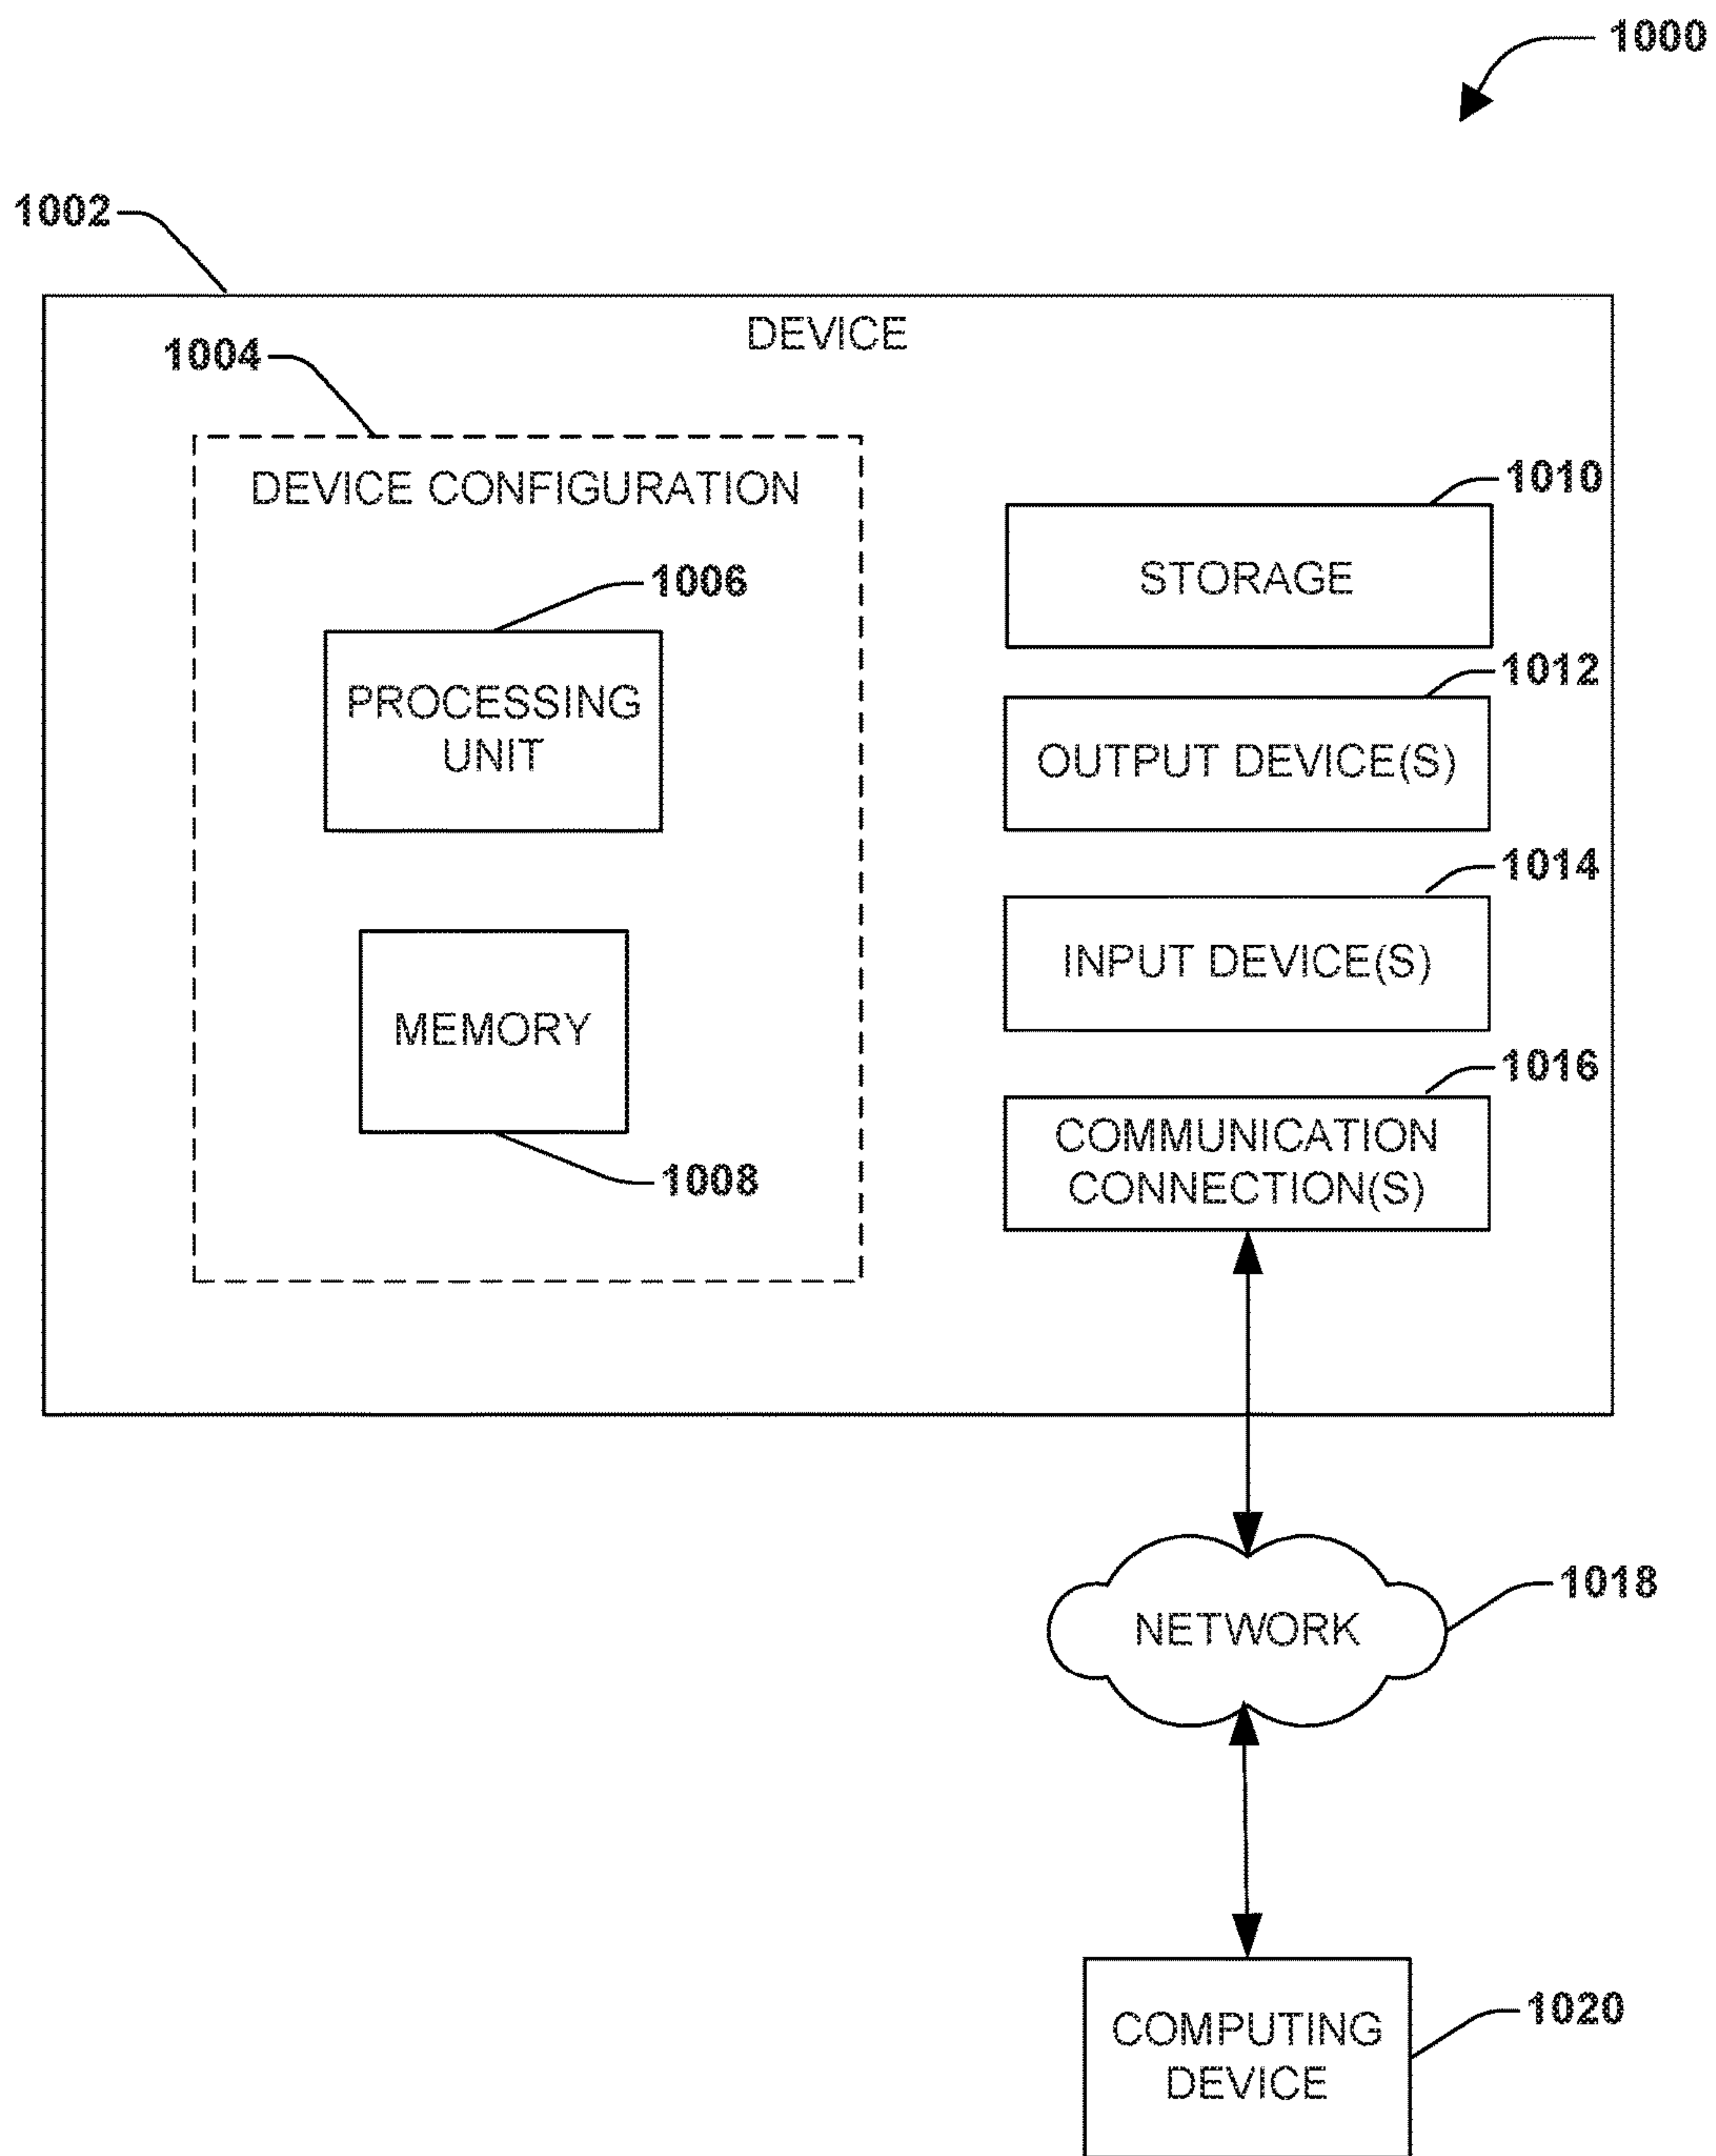 1000
1002
DEVICE
1004
DEVICE CONFIGURATION
1006
PROCESSING
UNIT
MEMORY
1008
1010
STORAGE
1012
OUTPUT DEVICE(S)
1014
INPUT DEVICE(S)
1016
COMMUNICATION
CONNECTION(S)
1018
NETWORK
1020
COMPUTING
DEVICE